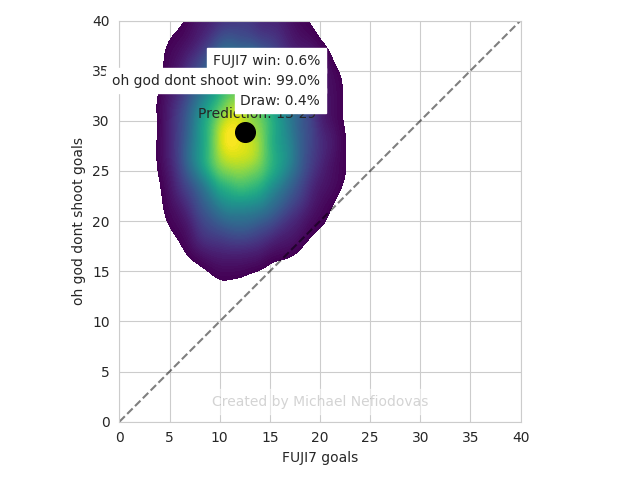 40
35
30
25
20
15
10
5
0
oh god dont shoot goals
FUJI7 win: 0.6%
oh god dont shoot win: 99.0%
Draw: 0.4%
Prediction: 13-29
Created by Michael Nefiodovas
0 5 10 15 20 25 30 35 40
FUJI7 goals